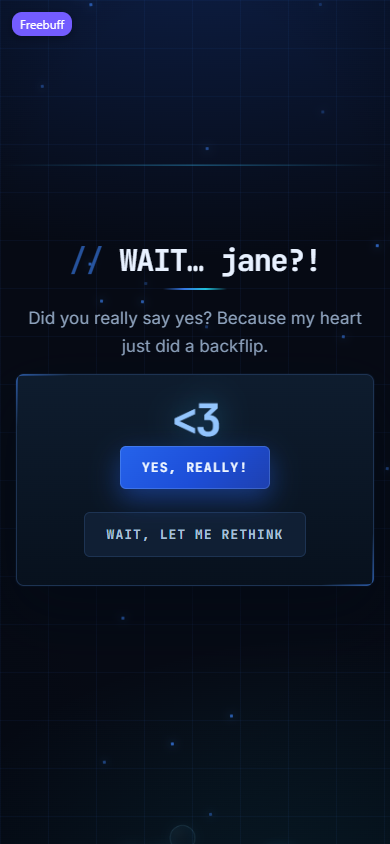 Freebuff
// WAIT… jane?!
Did you really say yes? Because my heart
just did a backflip.
<3
YES, REALLY!
WAIT, LET ME RETHINK